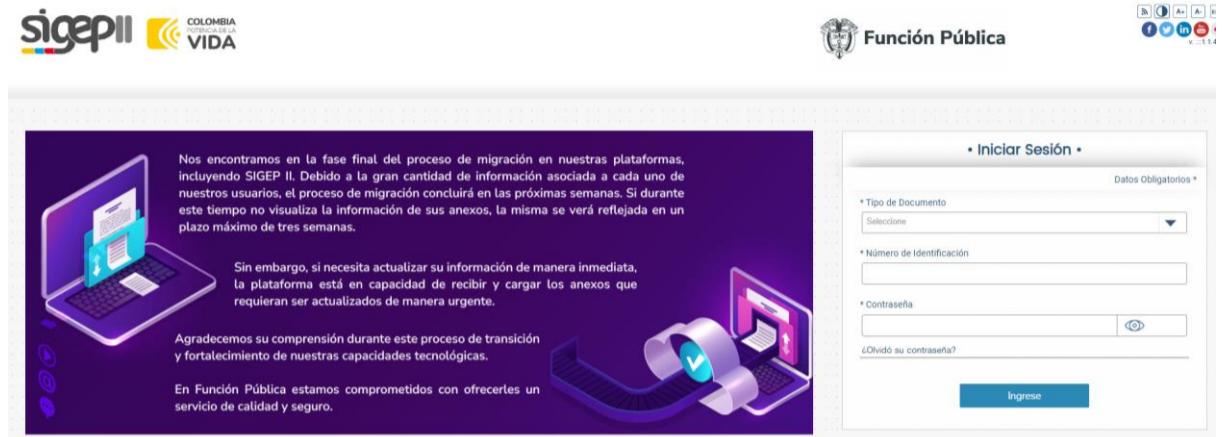 sigepII
COLOMBIA
POTENCIA DE LA
VIDA
Función Pública
A+ A-
Nos encontramos en la fase final del proceso de migración en nuestras plataformas,
incluyendo SIGEP II. Debido a la gran cantidad de información asociada a cada uno de
nuestros usuarios, el proceso de migración concluirá en las próximas semanas. Si durante
este tiempo no visualiza la información de sus anexos, la misma se verá reflejada en un
plazo máximo de tres semanas.
Sin embargo, si necesita actualizar su información de manera inmediata,
la plataforma está en capacidad de recibir y cargar los anexos que
requieran ser actualizados de manera urgente.
Agradecemos su comprensión durante este proceso de transición
y fortalecimiento de nuestras capacidades tecnológicas.
En Función Pública estamos comprometidos con ofrecerles un
servicio de calidad y seguro.
• Iniciar Sesión •
Datos Obligatorios *
* Tipo de Documento
Seleccione
* Número de Identificación
* Contraseña
¿Olvidó su contraseña?
Ingrese